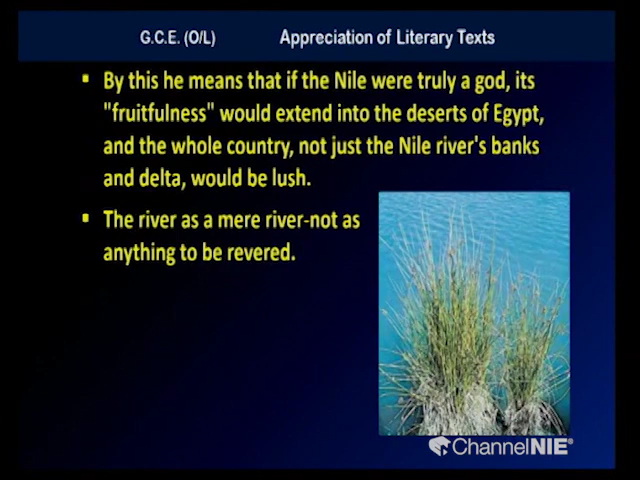 G.C.E. (O/L) Appreciation of Literary Texts
▪ By this he means that if the Nile were truly a god, its
"fruitfulness" would extend into the deserts of Egypt,
and the whole country, not just the Nile river's banks
and delta, would be lush.
▪ The river as a mere river-not as
anything to be revered.
ChannelNIE®